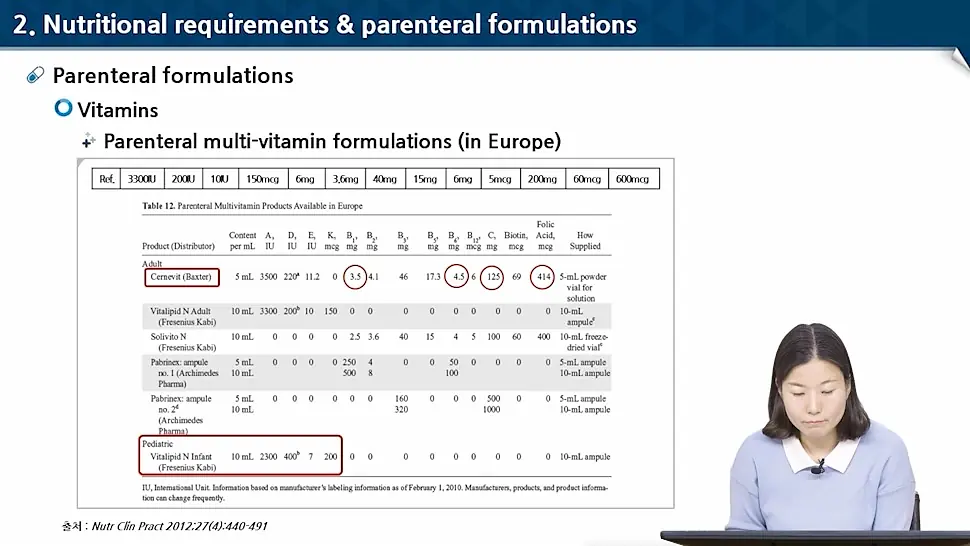 2. Nutritional requirements & parenteral formulations
Parenteral formulations
Vitamins
Parenteral multi-vitamin formulations (in Europe)
Ref. 3300IU 200IU 10IU 150mcg 6mg 3.6mg 40mg 15mg 6mg 5mcg 200mg 60mcg 600mcg
Table 12. Parenteral Multivitamin Products Available in Europe
Folic
Content A, D, E, K, B1, B2, B3, B5, B6, B12, C, Biotin, Acid, How
Product (Distributor) per mL IU IU IU mcg mg mg mg mg mg mcg mg mcg mcg Supplied
Adult
Cernevit (Baxter) 5 mL 3500 220a 11.2 0 3.5 4.1 46 17.3 4.5 6 125 69 414 5-mL powder
vial for
solution
Vitalipid N Adult 10 mL 3300 200b 10 150 0 0 0 0 0 0 0 0 0 10-mL
(Fresenius Kabi) ampule
Solivito N 10 mL 0 0 0 0 2.5 3.6 40 15 4 5 100 60 400 10-mL freeze-
(Fresenius Kabi) dried vial
Pabrinex: ampule 5 mL 0 0 0 0 250 4 0 0 50 0 0 0 0 5-mL ampule
no. 1 (Archimedes 10 mL 500 8 100 10-mL ampule
Pharma)
Pabrinex: ampule 5 mL 0 0 0 0 0 0 160 0 0 0 500 0 0 5-mL ampule
no. 2d 10 mL 320 1000 10-mL ampule
(Archimedes
Pharma)
Pediatric
Vitalipid N Infant 10 mL 2300 400b 7 200 0 0 0 0 0 0 0 0 0 10-mL ampule
(Fresenius Kabi)
IU, International Unit. Information based on manufacturer's labeling information as of February 1, 2010. Manufacturers, products, and product informa-
tion can change frequently.
출처 : Nutr Clin Pract 2012;27(4):440-491